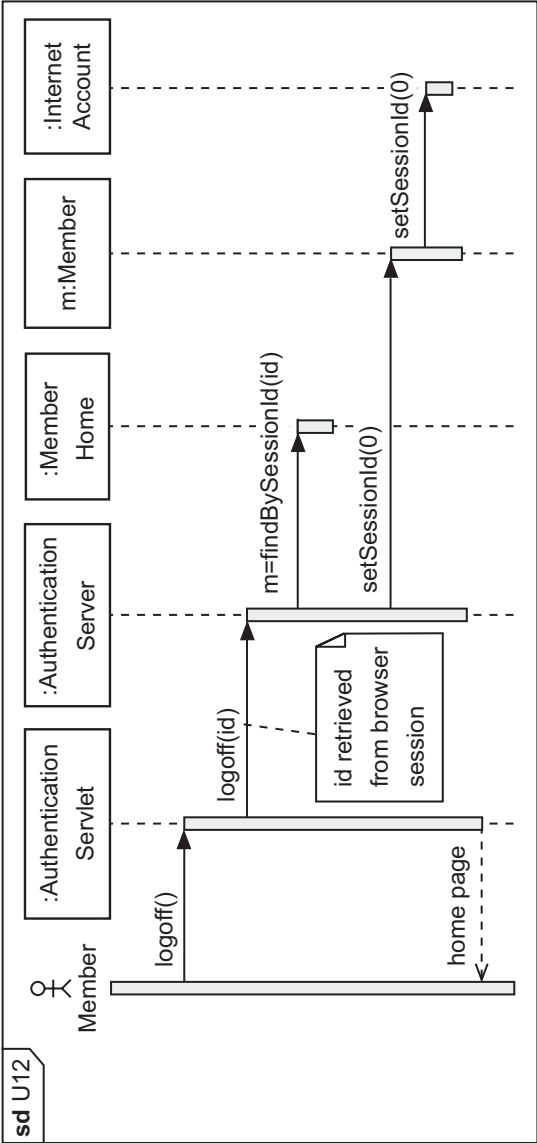 sd U12
Member
:Authentication
Servlet
:Authentication
Server
:Member
Home
m:Member
:Internet
Account
logoff()
logoff(id)
m=findBySessionId(id)
id retrieved
from browser
session
setSessionId(0)
setSessionId(0)
home page